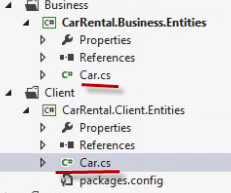 Business
C# CarRental.Business.Entities
Properties
References
C# Car.cs
Client
C# CarRental.Client.Entities
Properties
References
C# Car.cs
packages.config